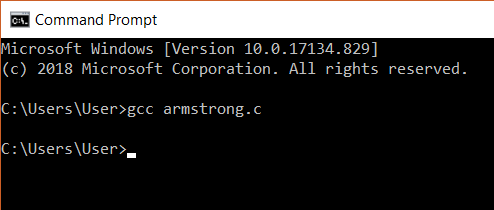 Command Prompt
Microsoft Windows [Version 10.0.17134.829]
(c) 2018 Microsoft Corporation. All rights reserved.
C:\Users\User>gcc armstrong.c
C:\Users\User>